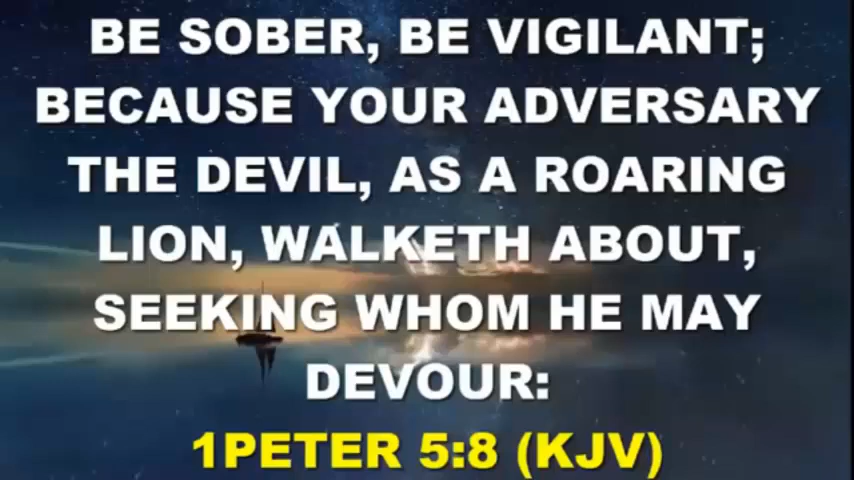 BE SOBER, BE VIGILANT;
BECAUSE YOUR ADVERSARY
THE DEVIL, AS A ROARING
LION, WALKETH ABOUT,
SEEKING WHOM HE MAY
DEVOUR:
1PETER 5:8 (KJV)